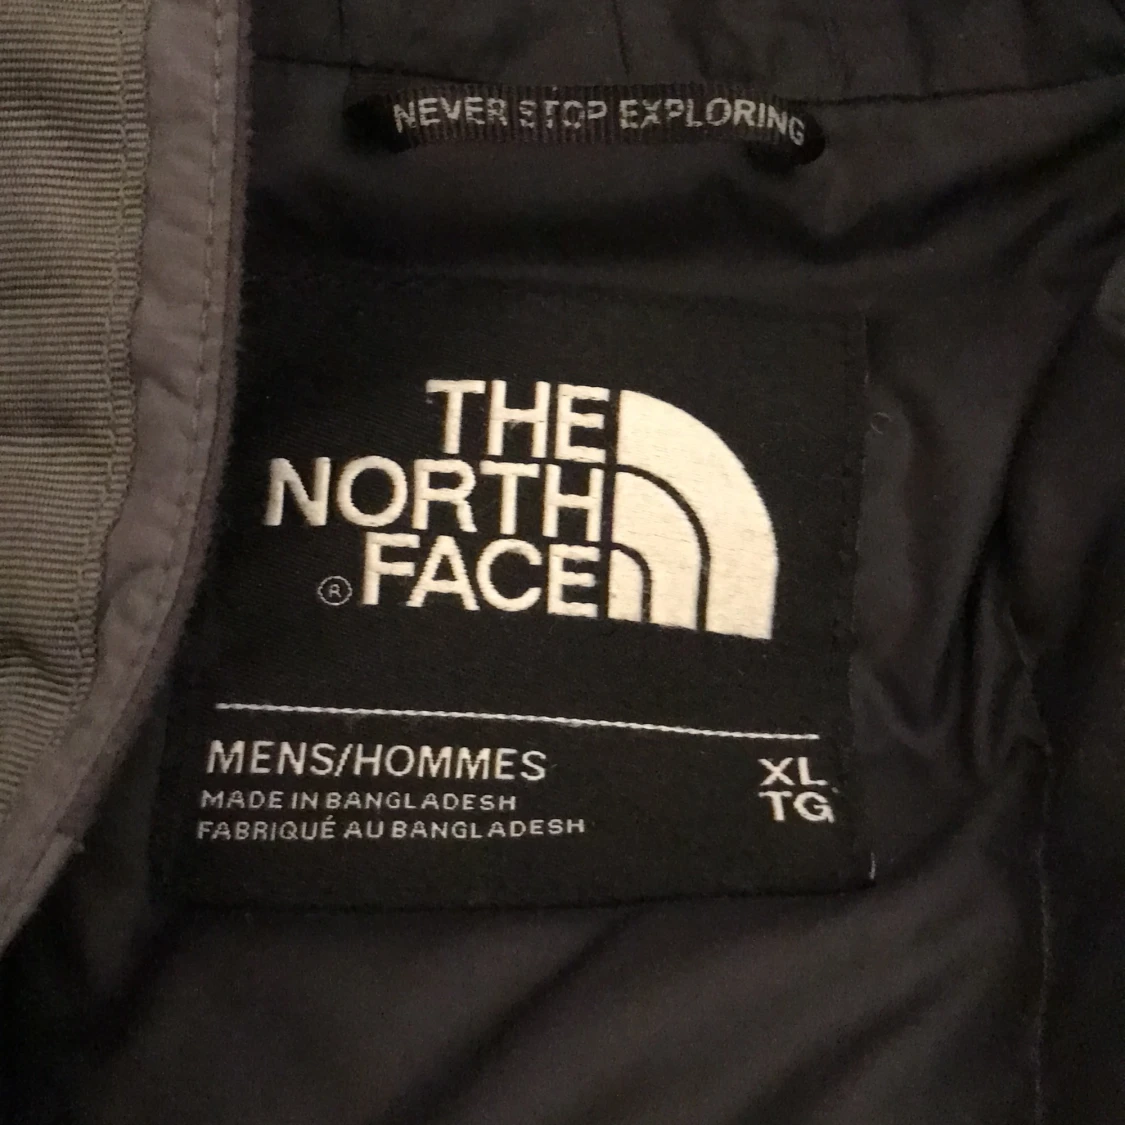 NEVER STOP EXPLORING
THE
NORTH
® FACE
MENS/HOMMES
XL
MADE IN BANGLADESH
TG
FABRIQUÉ AU BANGLADESH